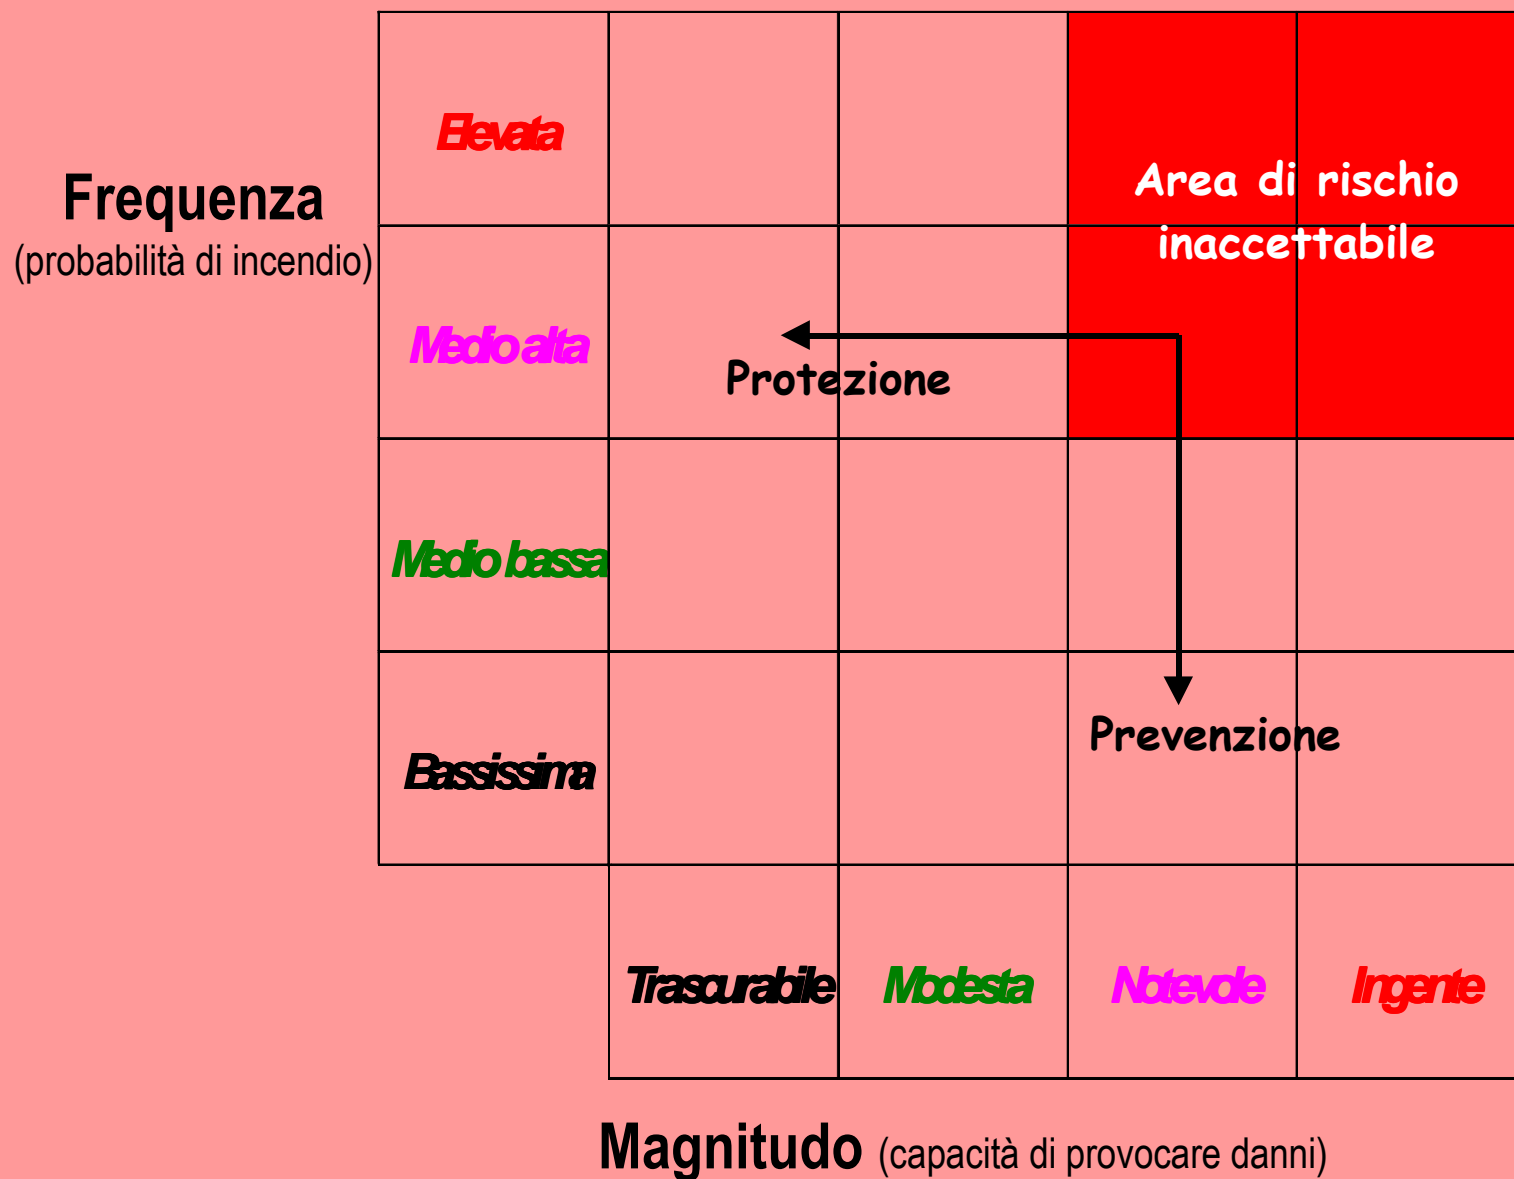 Elevata
Area di rischio
inaccettabile
Frequenza
(probabilità di incendio)
Medio alta
Protezione
Medio bassa
Prevenzione
Bassissima
Trascurabile Modesta Notevole Ingente
Magnitudo (capacità di provocare danni)